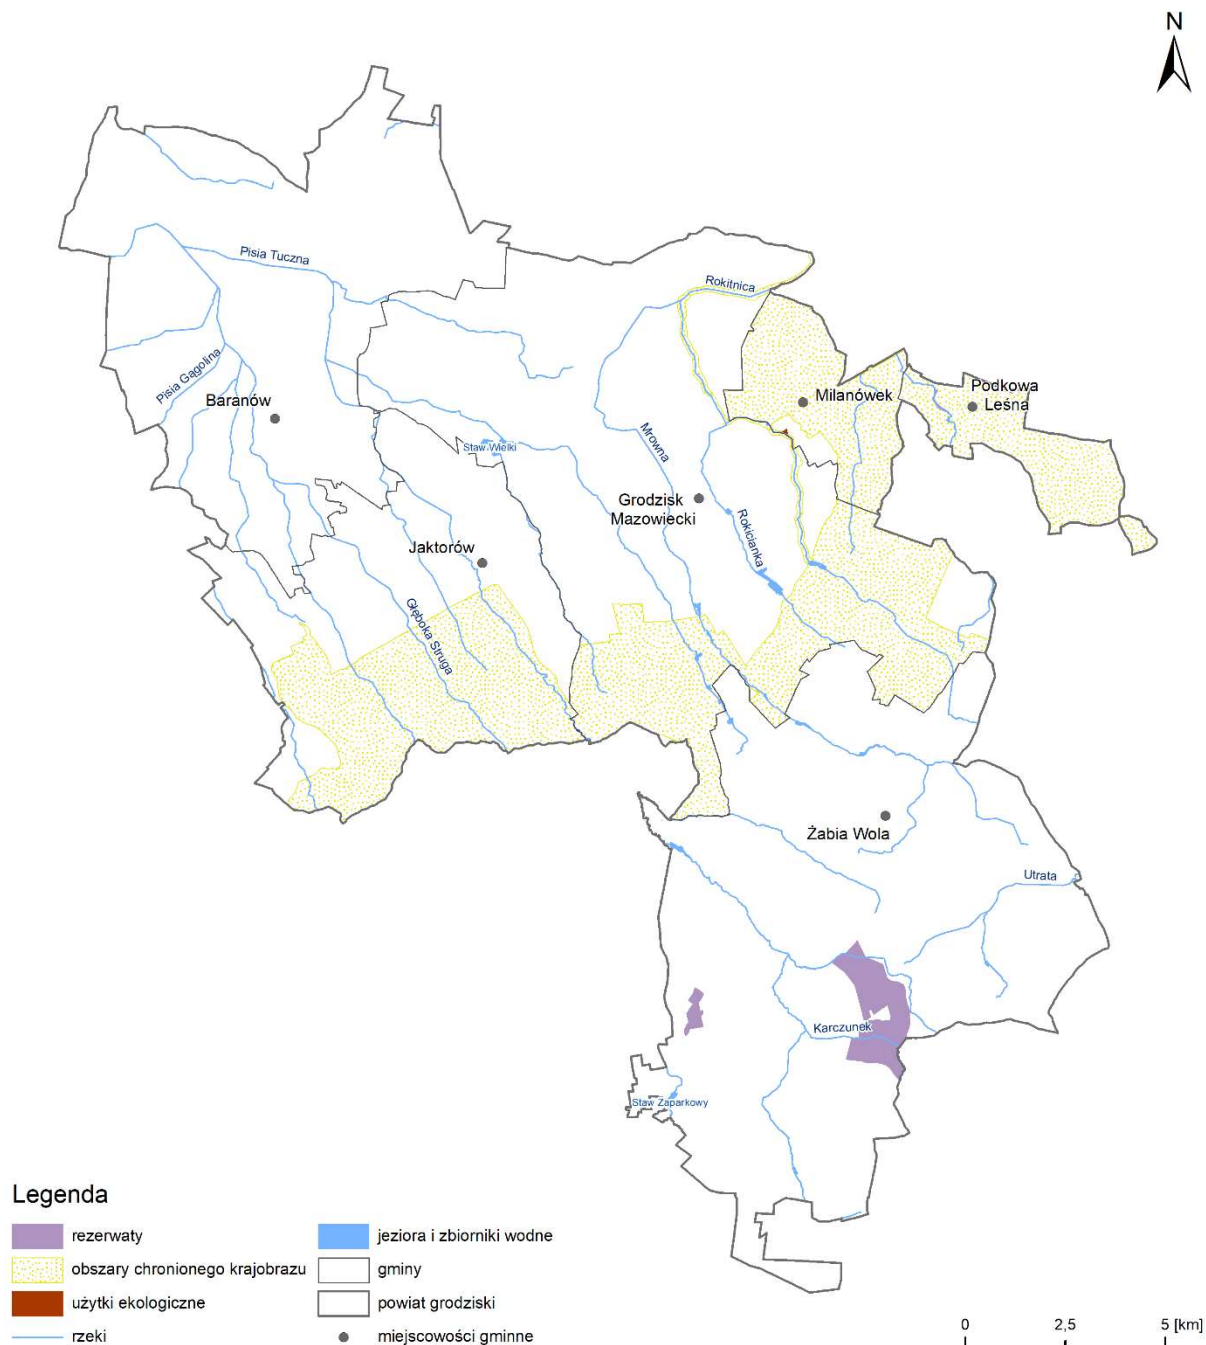 N
Pisia Tuczna
Rokitnica
Pisia Gągolina
Baranów
Milanówek
Podkowa
Leśna
Staw Wielki
Mrowna
Grodzisk
Mazowiecki
Rokicianka
Jaktorów
Głęboka Struga
Żabia Wola
Utrata
Karczunek
Staw Zaparkowy
Legenda
rezerwaty
obszary chronionego krajobrazu
użytki ekologiczne
rzeki
jeziora i zbiorniki wodne
gminy
powiat grodziski
miejscowości gminne
0 2,5 5 [km]